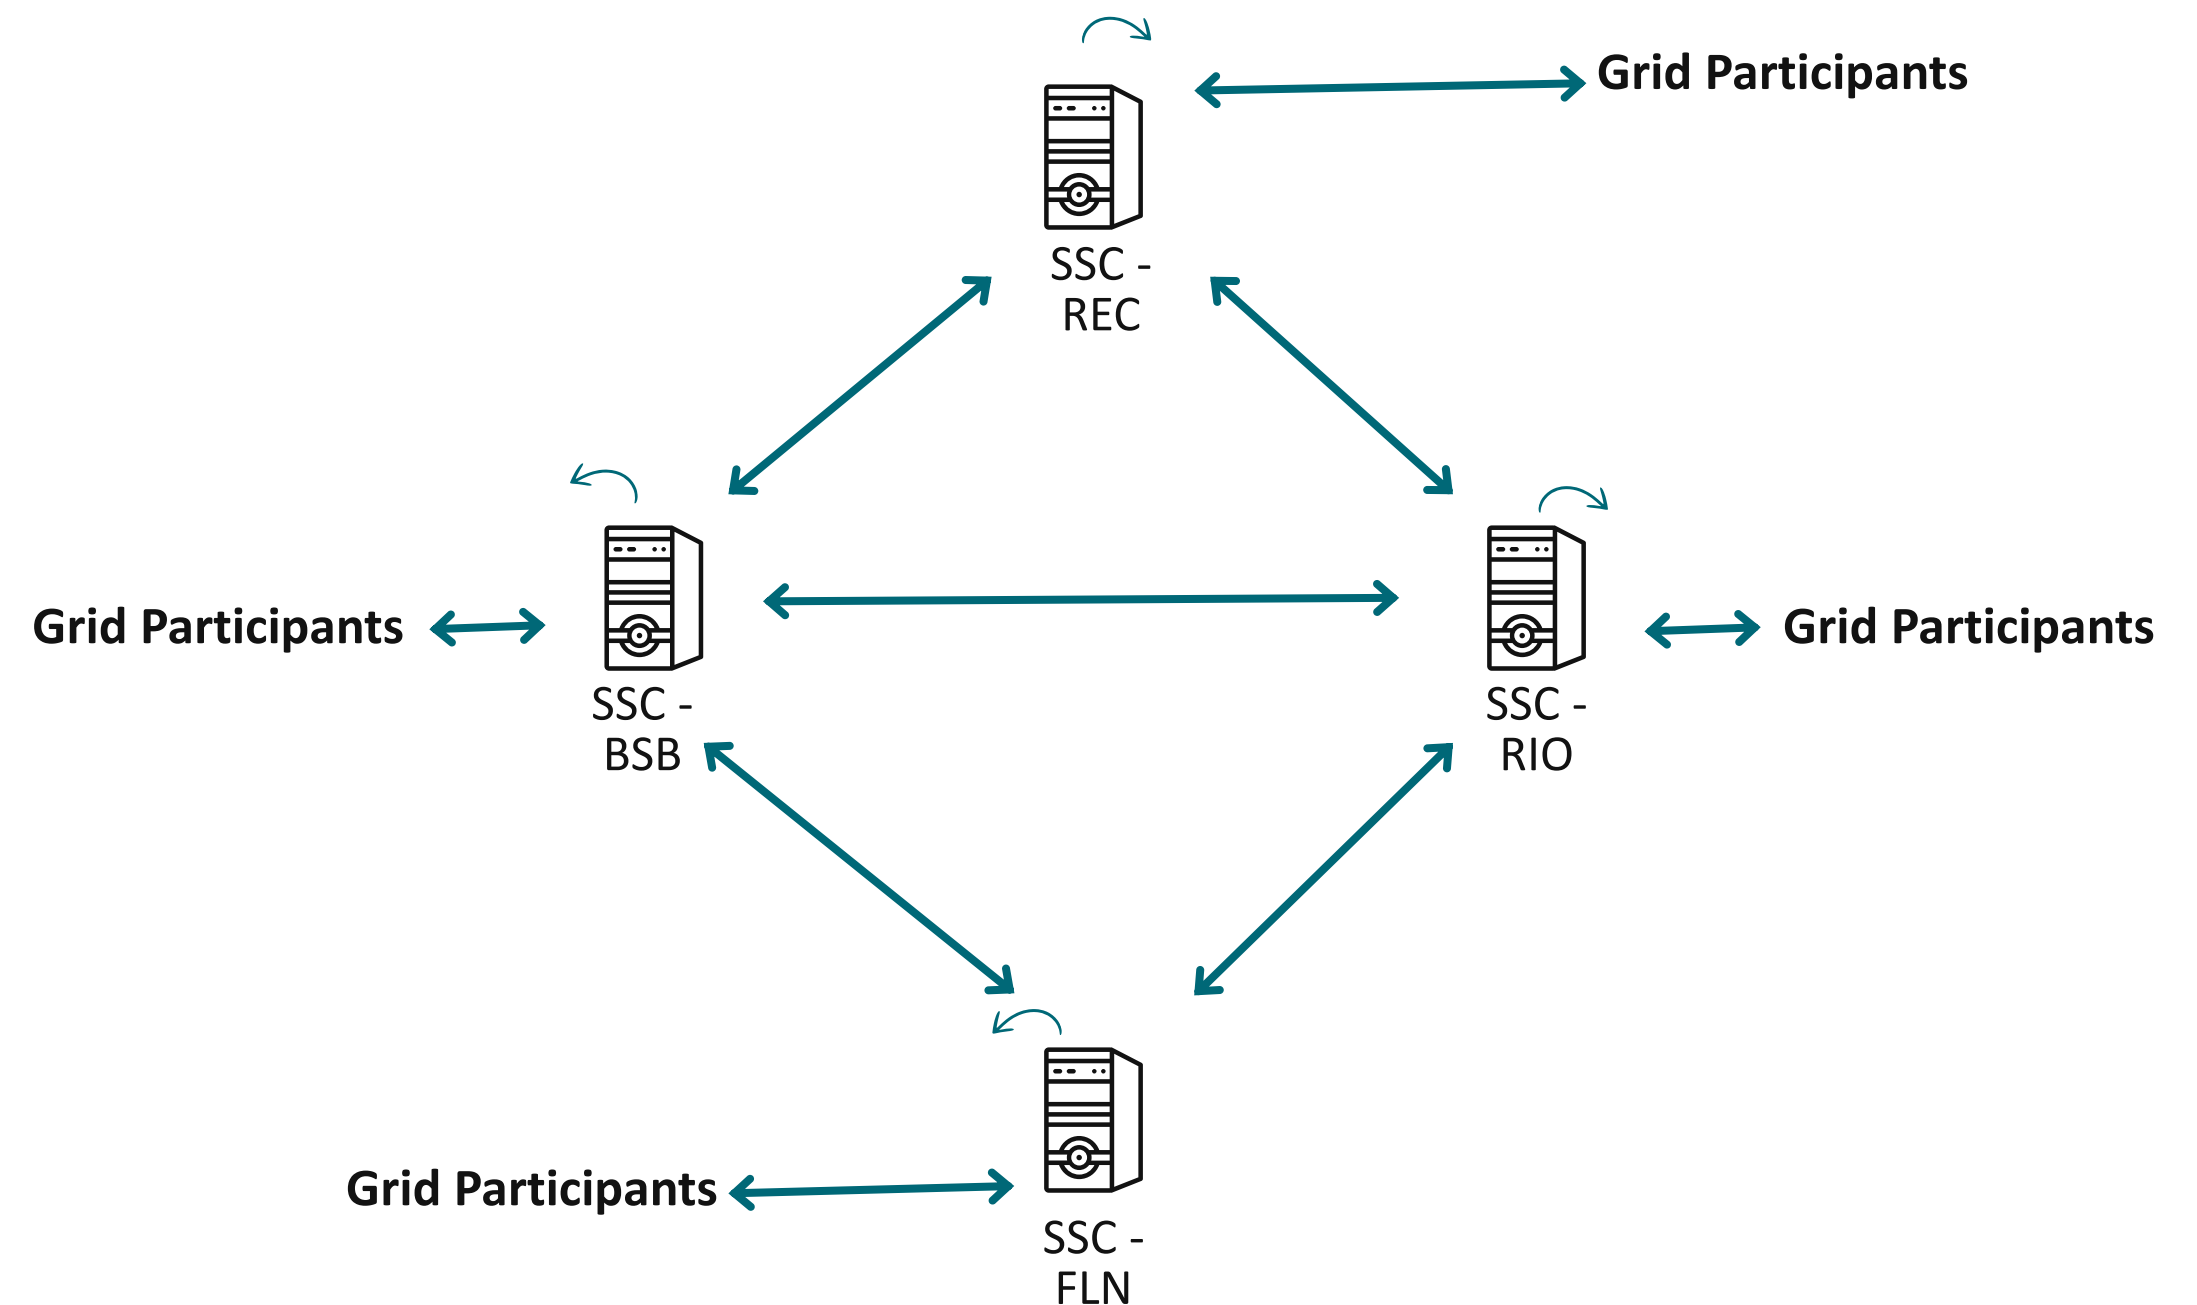 Grid Participants
SSC -
REC
Grid Participants
SSC -
BSB
SSC -
RIO
Grid Participants
Grid Participants
SSC -
FLN